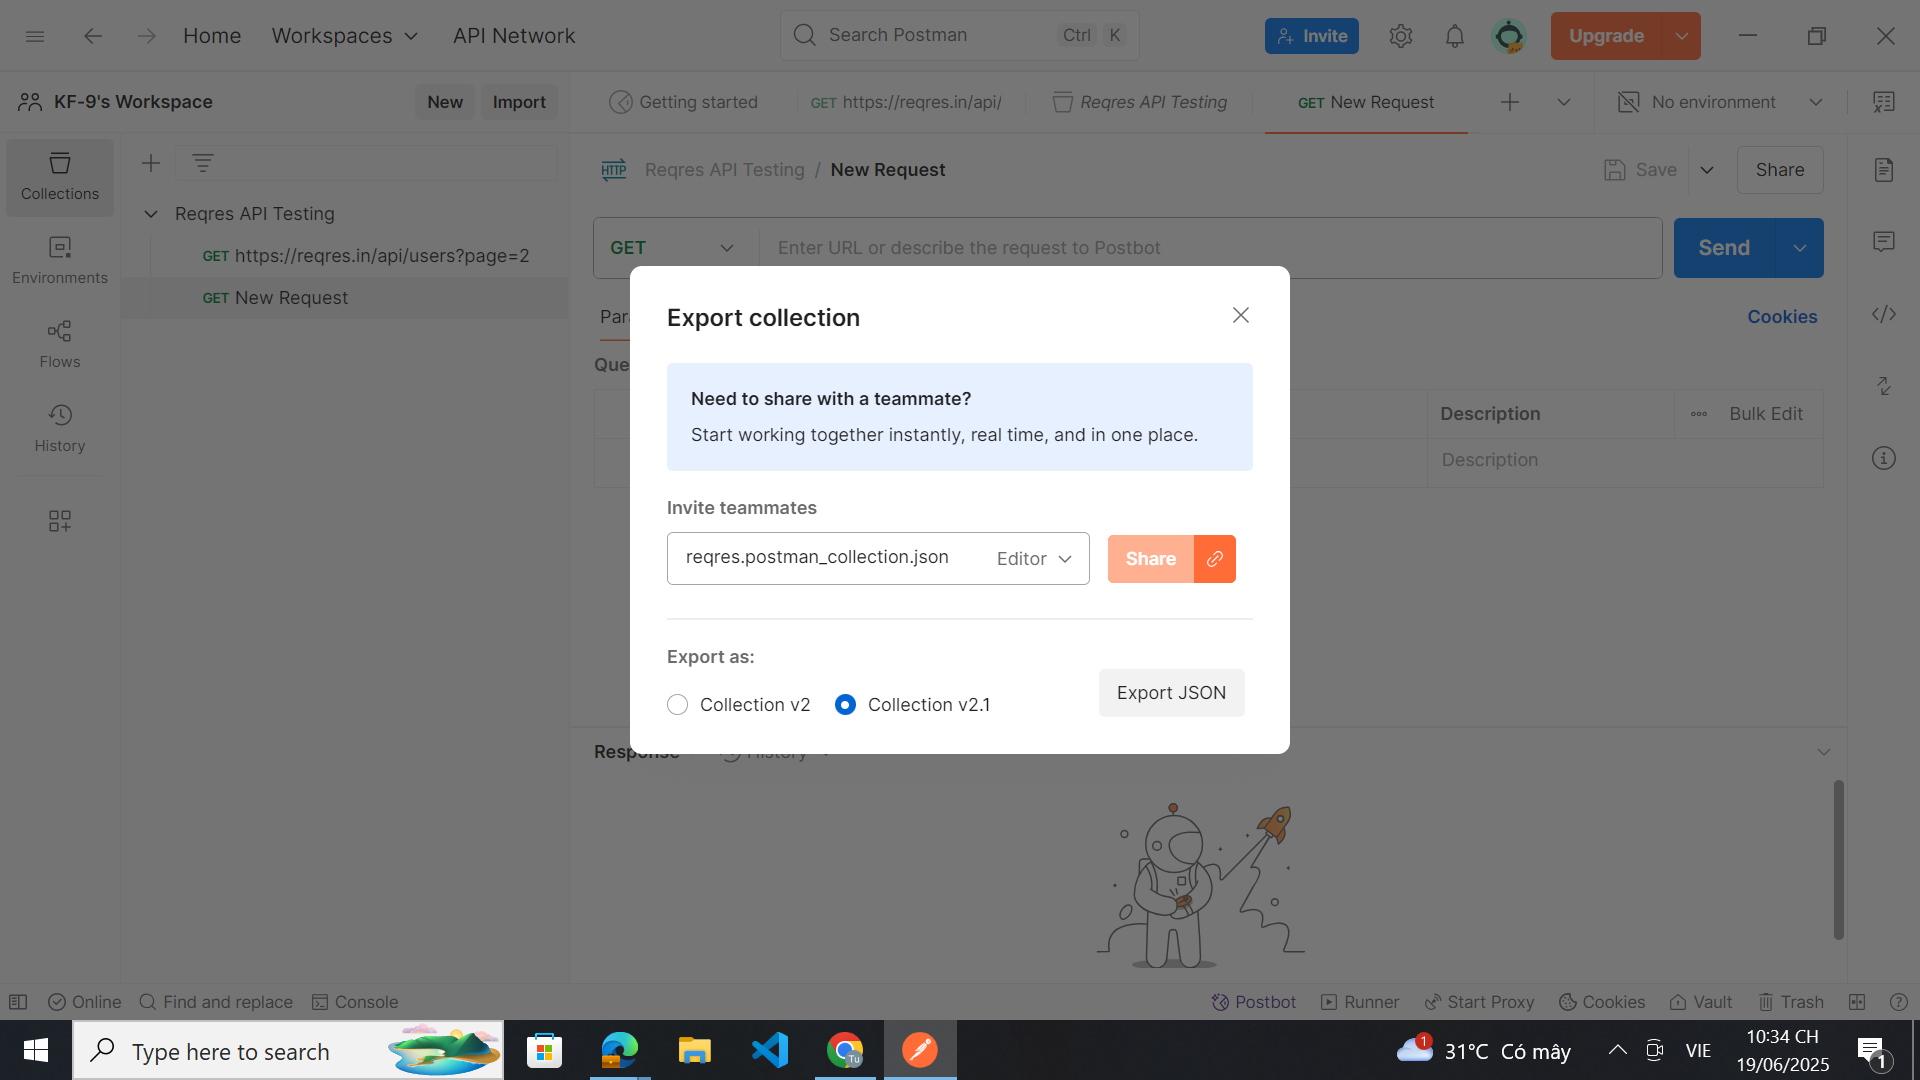 Home
Workspaces
API Network
Search Postman
Ctrl
K
Invite
Upgrade
KF-9's Workspace
New
Import
Getting started
GET https://reqres.in/api/
Reqres API Testing
GET New Request
No environment
Collections
Reqres API Testing
GET https://reqres.in/api/users?page=2
GET New Request
Environments
Flows
History
HTTP
Reqres API Testing / New Request
Save
Share
GET
Enter URL or describe the request to Postbot
Send
Cookies
Description
Bulk Edit
Description
Export collection
Need to share with a teammate?
Start working together instantly, real time, and in one place.
Invite teammates
reqres.postman_collection.json
Editor
Share
Export as:
Collection v2
Collection v2.1
Export JSON
Response
History
Online
Find and replace
Console
Postbot
Runner
Start Proxy
Cookies
Vault
Trash
Type here to search
Tu
1
31°C Có mây
VIE
10:34 CH
19/06/2025
1